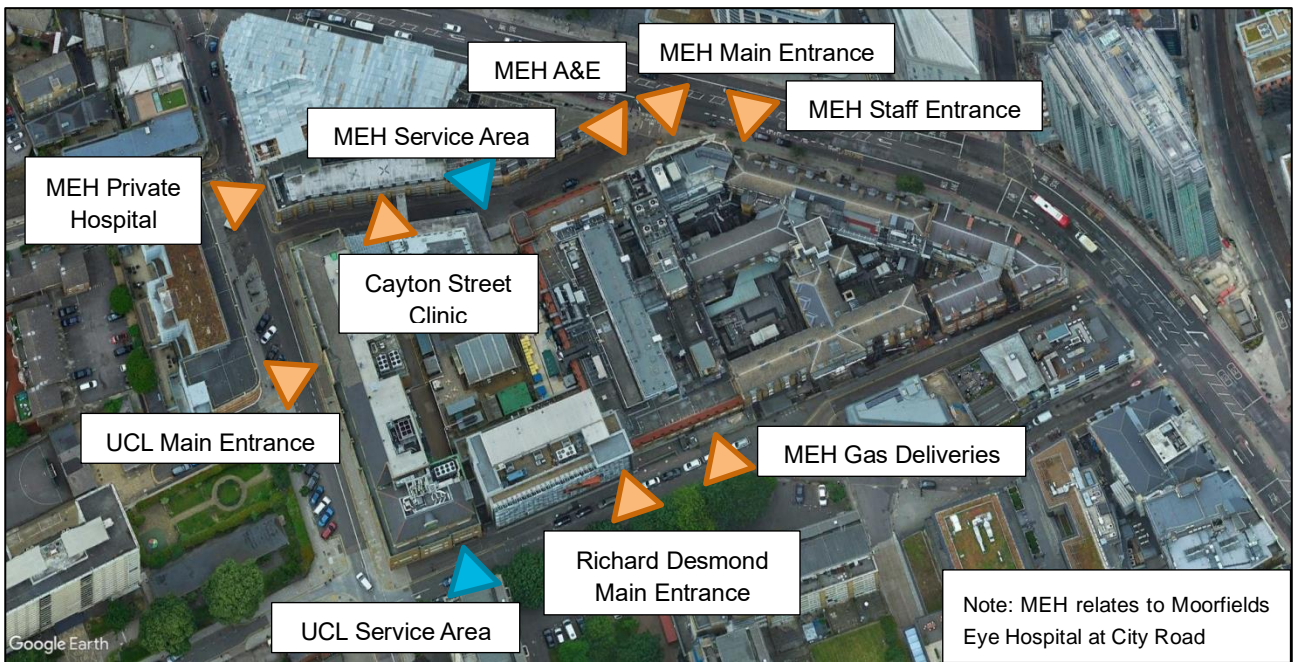 MEH Main Entrance
MEH A&E
MEH Staff Entrance
MEH Service Area
MEH Private
Hospital
Cayton Street
Clinic
UCL Main Entrance
MEH Gas Deliveries
Richard Desmond
Main Entrance
UCL Service Area
Note: MEH relates to Moorfields
Eye Hospital at City Road
Google Earth